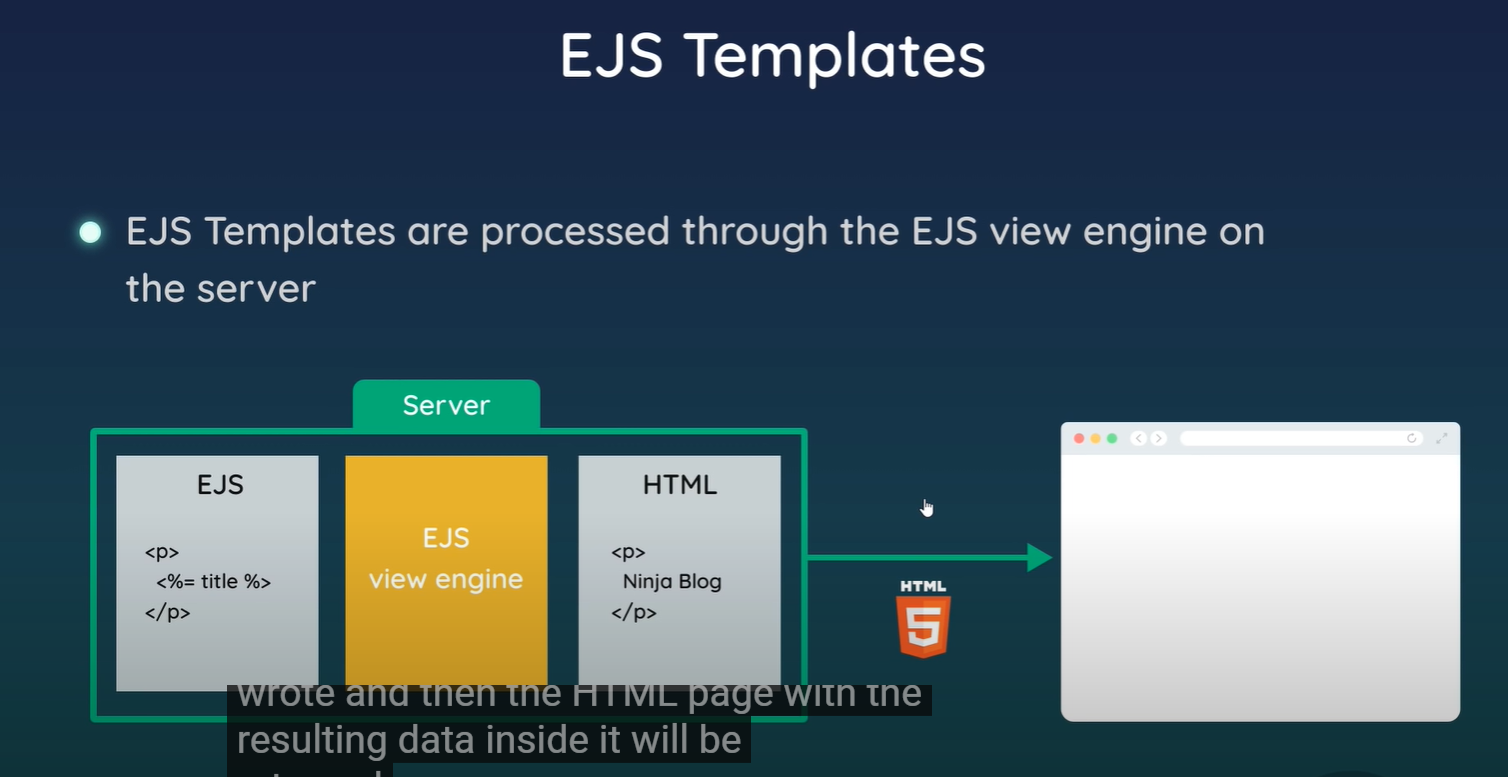 EJS Templates
EJS Templates are processed through the EJS view engine on
the server
Server
EJS
<p>
<%= title %>
</p>
EJS
view engine
HTML
<p>
Ninja Blog
</p>
HTML
5
wrote and then the HTML page with the
resulting data inside it will be